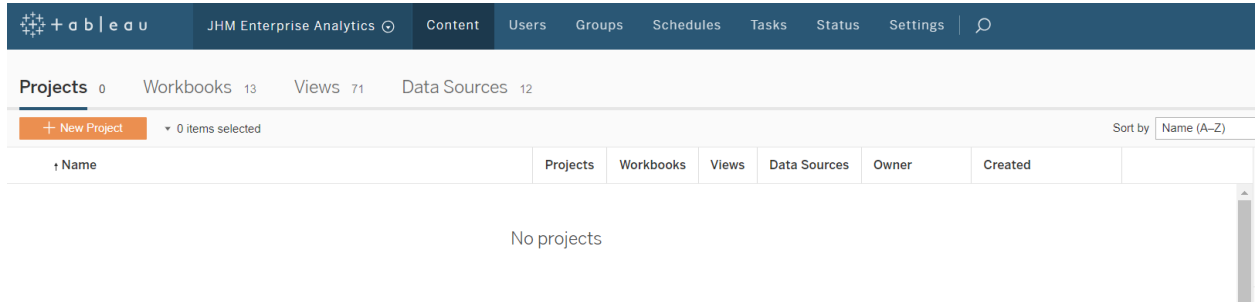 tableau JHM Enterprise Analytics Content Users Groups Schedules Tasks Status Settings
Projects 0 Workbooks 13 Views 71 Data Sources 12
+ New Project ▾ 0 items selected Sort by Name (A–Z)
↑ Name Projects Workbooks Views Data Sources Owner Created
No projects